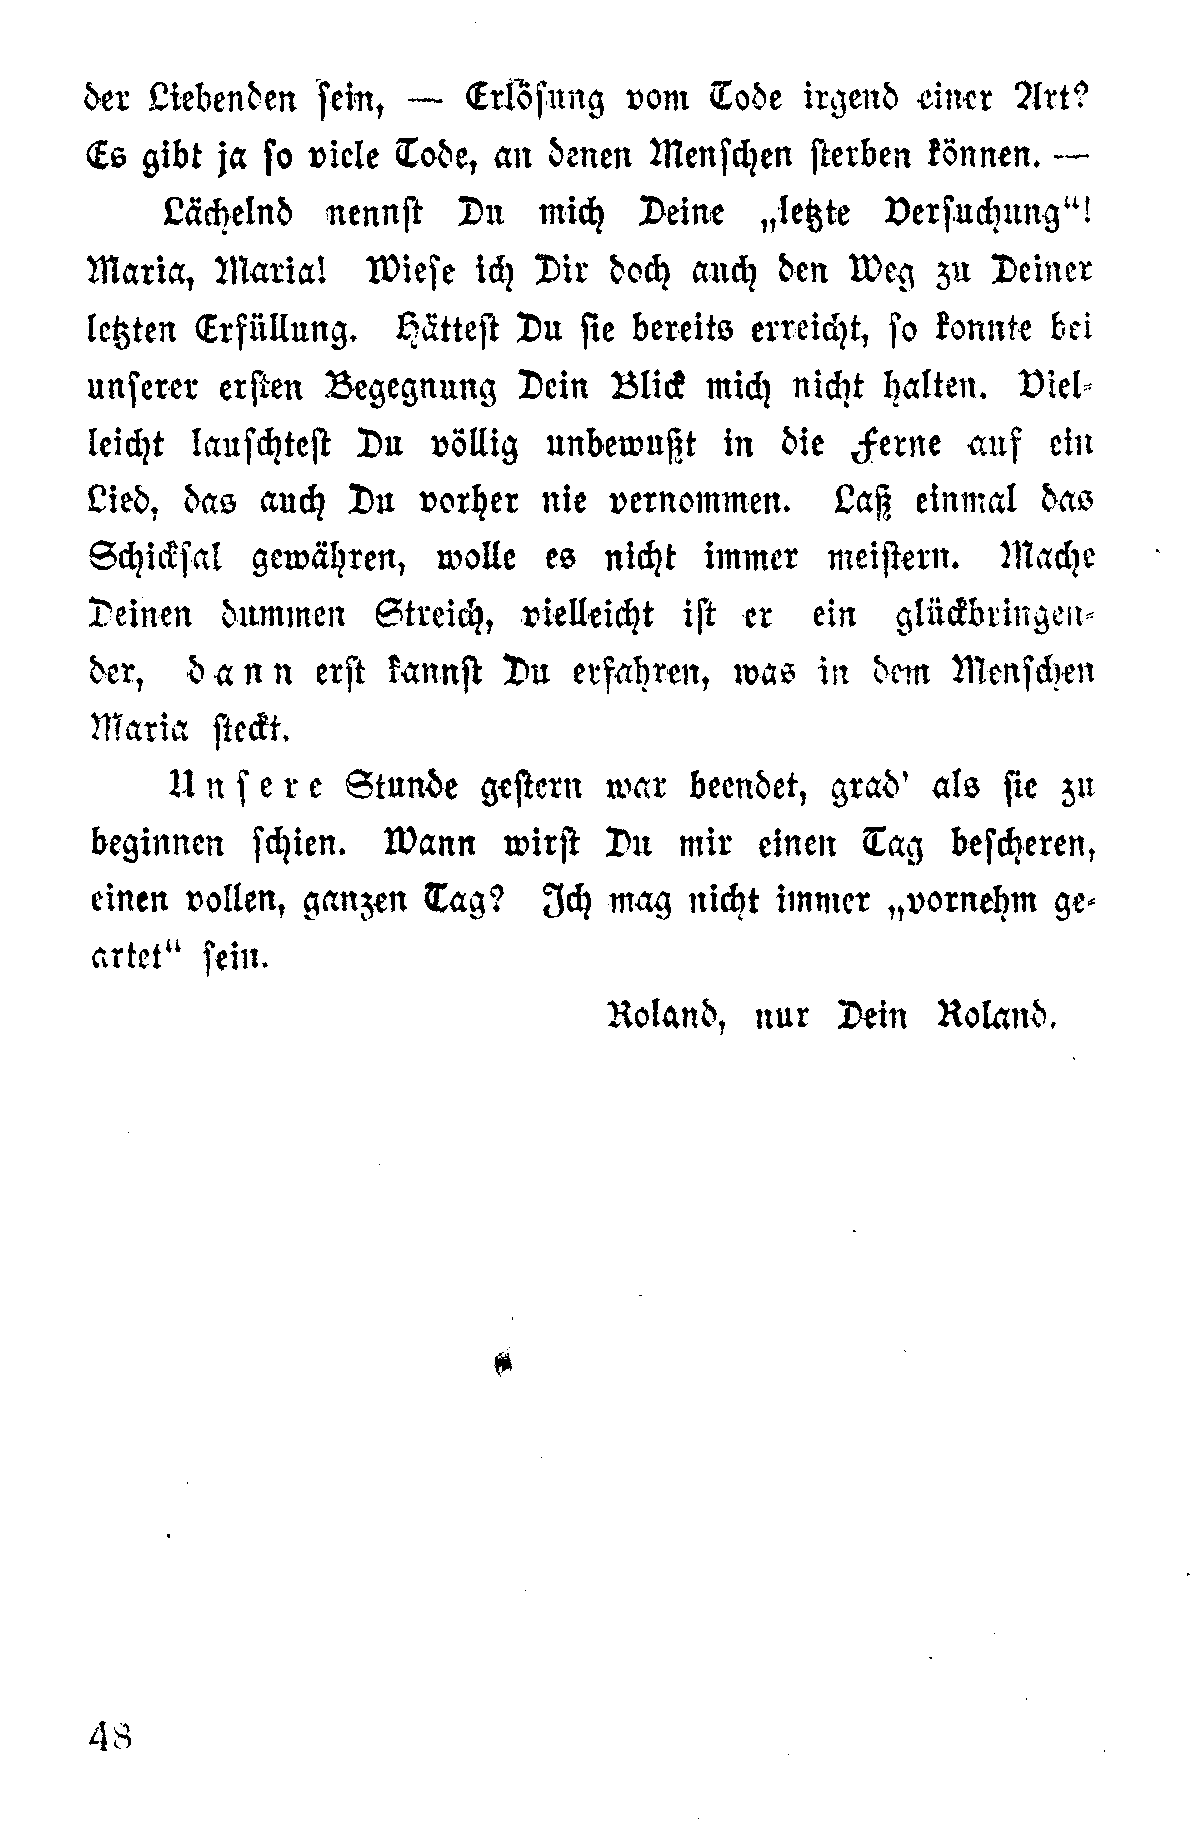 der Liebenden sein, — Erlösung vom Tode irgend einer Art?
Es gibt ja so viele Tode, an denen Menschen sterben können. —
Lächelnd nennst Du mich Deine „letzte Versuchung“!
Maria, Maria! Wiese ich Dir doch auch den Weg zu Deiner
letzten Erfüllung. Hättest Du sie bereits erreicht, so konnte bei
unserer ersten Begegnung Dein Blick mich nicht halten. Viel-
leicht lauschtest Du völlig unbewußt in die Ferne auf ein
Lied, das auch Du vorher nie vernommen. Laß einmal das
Schicksal gewähren, wolle es nicht immer meistern. Mache
Deinen dummen Streich, vielleicht ist er ein glückbringen-
der, dann erst kannst Du erfahren, was in dem Menschen
Maria steckt.
Unsere Stunde gestern war beendet, grad' als sie zu
beginnen schien. Wann wirst Du mir einen Tag bescheren,
einen vollen, ganzen Tag? Ich mag nicht immer „vornehm ge-
artet“ sein.
Roland, nur Dein Roland.
48